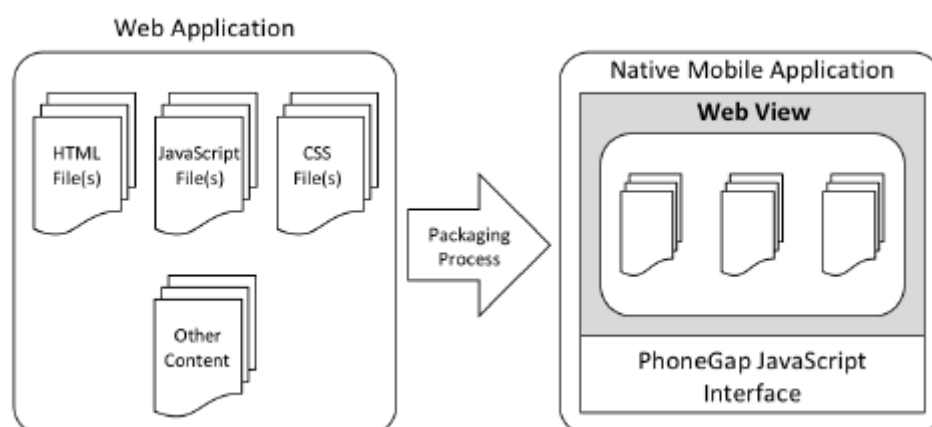 Web Application
HTML
File(s)
JavaScript
File(s)
CSS
File(s)
Other
Content
Packaging
Process
Native Mobile Application
Web View
PhoneGap JavaScript
Interface